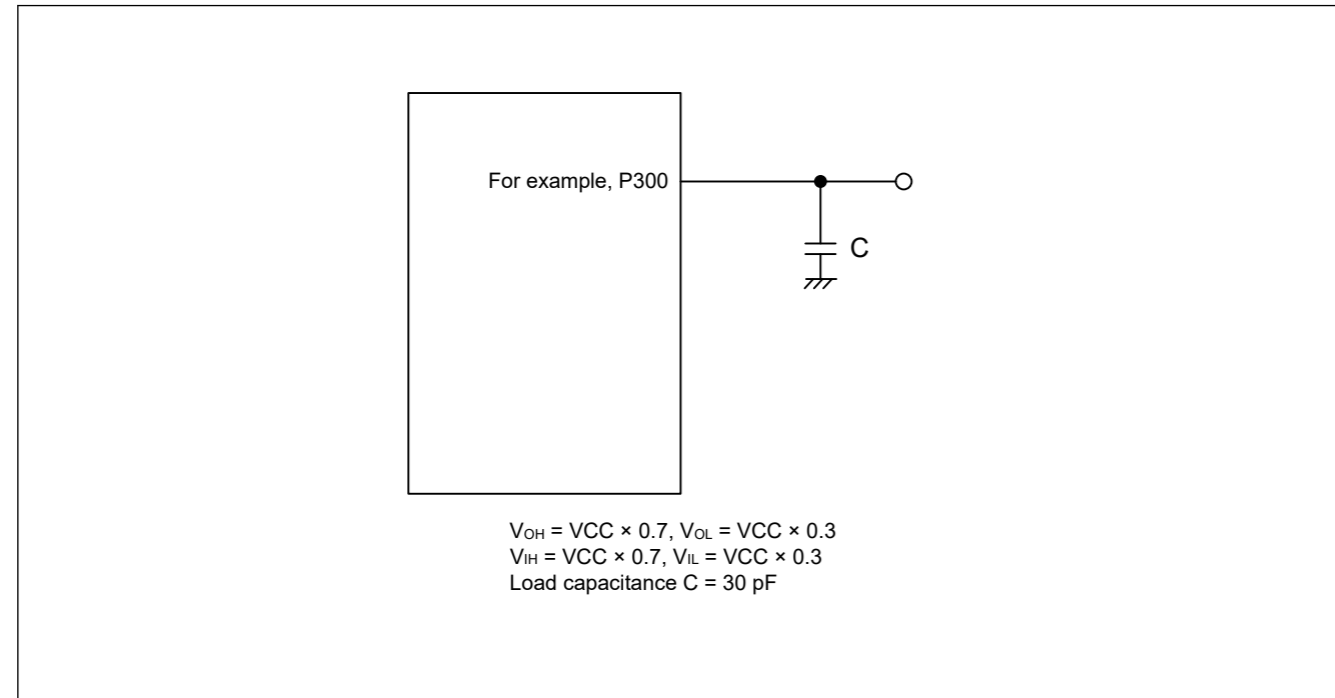 For example, P300
C
VOH = VCC × 0.7, VOL = VCC × 0.3
VIH = VCC × 0.7, VIL = VCC × 0.3
Load capacitance C = 30 pF